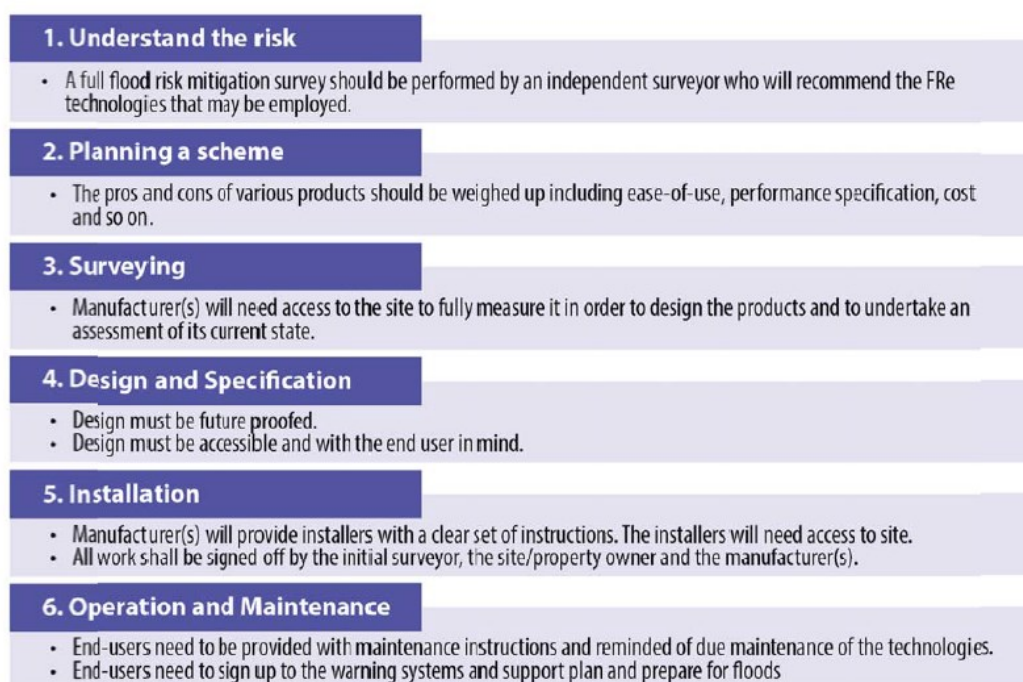 1. Understand the risk
• A full flood risk mitigation survey should be performed by an independent surveyor who will recommend the FRe
technologies that may be employed.
2. Planning a scheme
• The pros and cons of various products should be weighed up including ease-of-use, performance specification, cost
and so on.
3. Surveying
• Manufacturer(s) will need access to the site to fully measure it in order to design the products and to undertake an
assessment of its current state.
4. Design and Specification
• Design must be future proofed.
• Design must be accessible and with the end user in mind.
5. Installation
• Manufacturer(s) will provide installers with a clear set of instructions. The installers will need access to site.
• All work shall be signed off by the initial surveyor, the site/property owner and the manufacturer(s).
6. Operation and Maintenance
• End-users need to be provided with maintenance instructions and reminded of due maintenance of the technologies.
• End-users need to sign up to the warning systems and support plan and prepare for floods